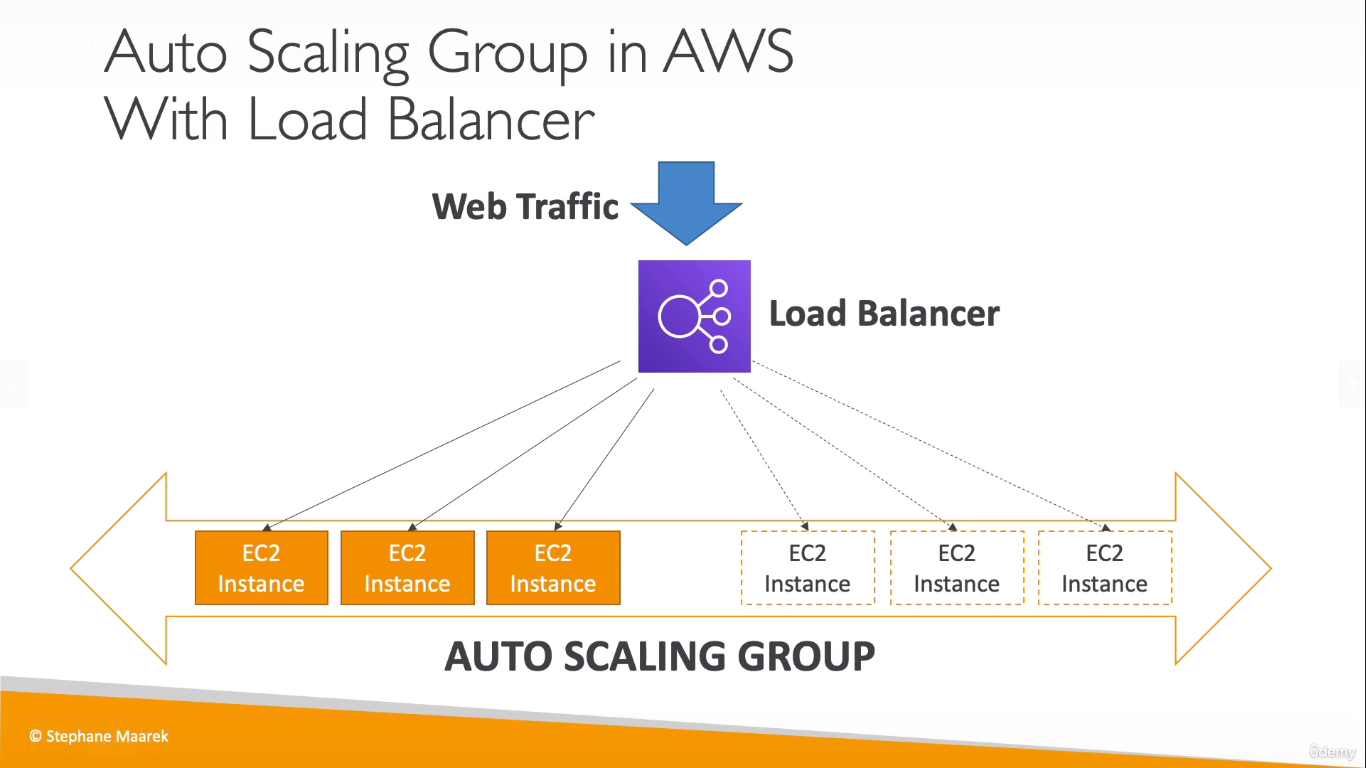 Auto Scaling Group in AWS
With Load Balancer
Web Traffic
Load Balancer
EC2
Instance
EC2
Instance
EC2
Instance
EC2
Instance
EC2
Instance
EC2
Instance
AUTO SCALING GROUP
© Stephane Maarek
ûdemy